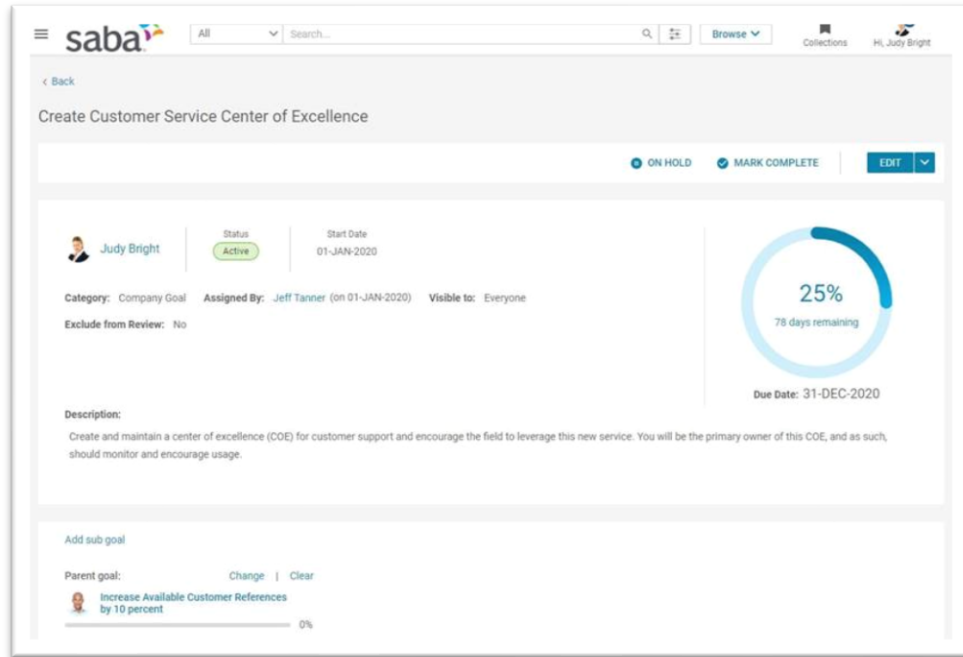 saba
All
Search...
Browse
Collections
Hi, Judy Bright
< Back
Create Customer Service Center of Excellence
ON HOLD
MARK COMPLETE
EDIT
Judy Bright
Status
Active
Start Date
01-JAN-2020
Category: Company Goal Assigned By: Jeff Tanner (on 01-JAN-2020) Visible to: Everyone
Exclude from Review: No
25%
78 days remaining
Due Date: 31-DEC-2020
Description:
Create and maintain a center of excellence (COE) for customer support and encourage the field to leverage this new service. You will be the primary owner of this COE, and as such,
should monitor and encourage usage.
Add sub goal
Parent goal: Change | Clear
Increase Available Customer References
by 10 percent
0%